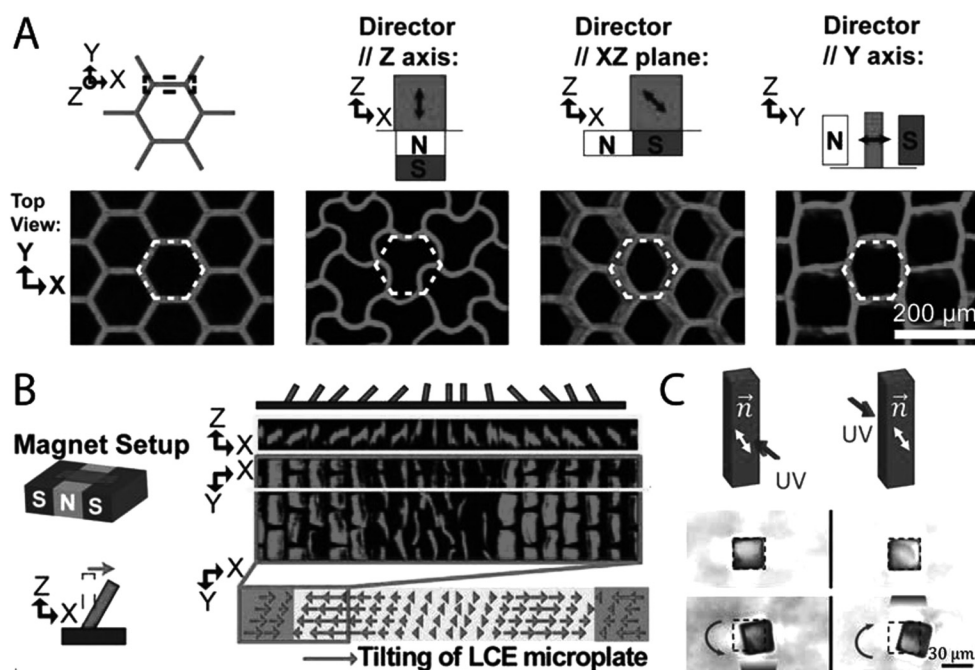 A
Y
X
Z
Director
// Z axis:
Z
X
N
S
Director
// XZ plane:
Z
X
N
S
Director
// Y axis:
Z
Y
N
S
Top
View:
Y
X
200 μm
B
Magnet Setup
S
N
S
Z
X
Z
X
X
Y
X
Y
Tilting of LCE microplate
C
n⃗
UV
n⃗
UV
30 μm